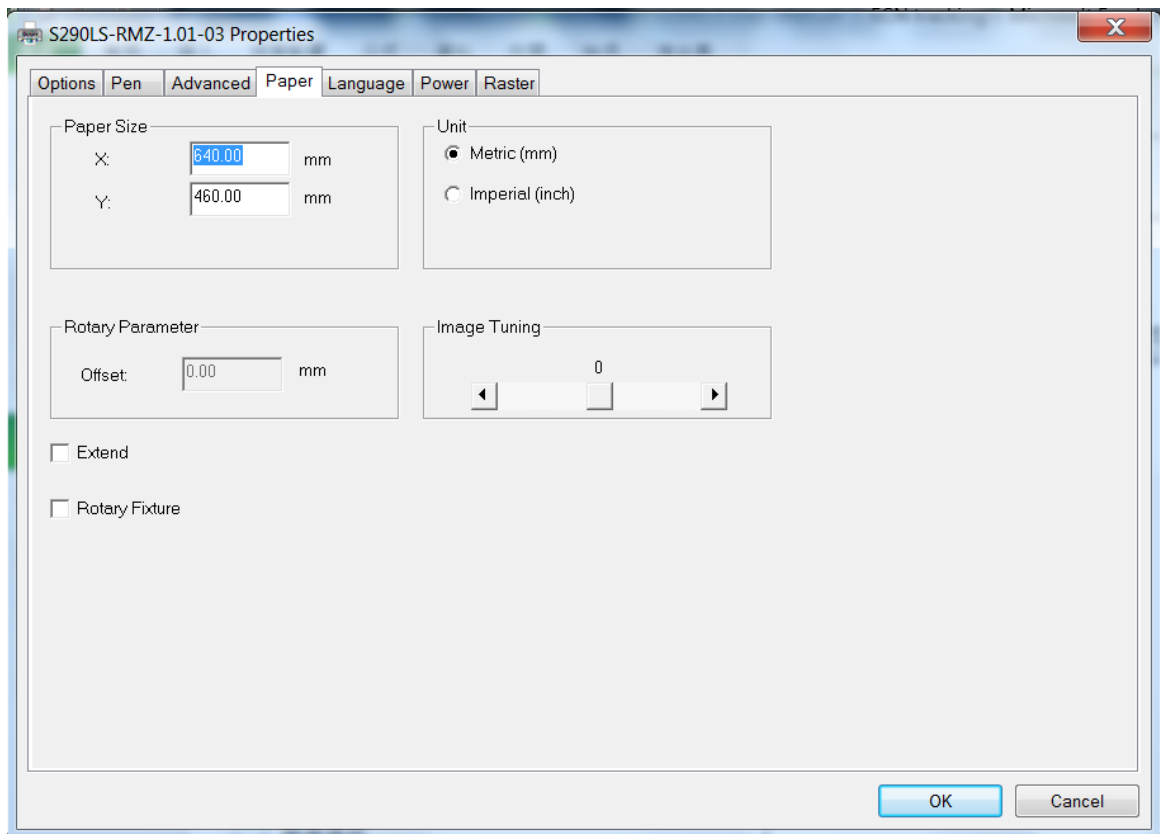 S290LS-RMZ-1.01-03 Properties
Options Pen Advanced Paper Language Power Raster
Paper Size
X: 640.00 mm
Y: 460.00 mm
Unit
Metric (mm)
Imperial (inch)
Rotary Parameter
Offset: 0.00 mm
Image Tuning
0
Extend
Rotary Fixture
OK Cancel